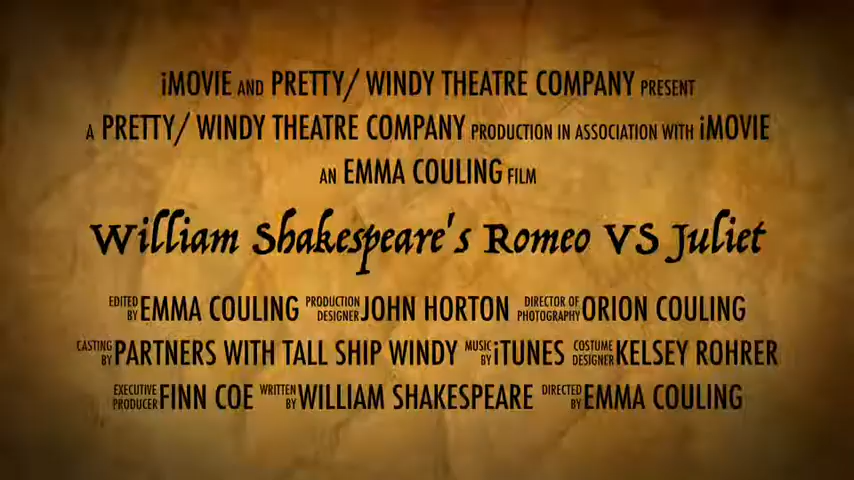 iMOVIE AND PRETTY/ WINDY THEATRE COMPANY PRESENT
A PRETTY/ WINDY THEATRE COMPANY PRODUCTION IN ASSOCIATION WITH iMOVIE
AN EMMA COULING FILM
William Shakespeare's Romeo VS Juliet
EDITED BY EMMA COULING PRODUCTION DESIGNER JOHN HORTON DIRECTOR OF PHOTOGRAPHY ORION COULING
CASTING BY PARTNERS WITH TALL SHIP WINDY MUSIC BY iTUNES COSTUME DESIGNER KELSEY ROHRER
EXECUTIVE PRODUCER FINN COE WRITTEN BY WILLIAM SHAKESPEARE DIRECTED BY EMMA COULING